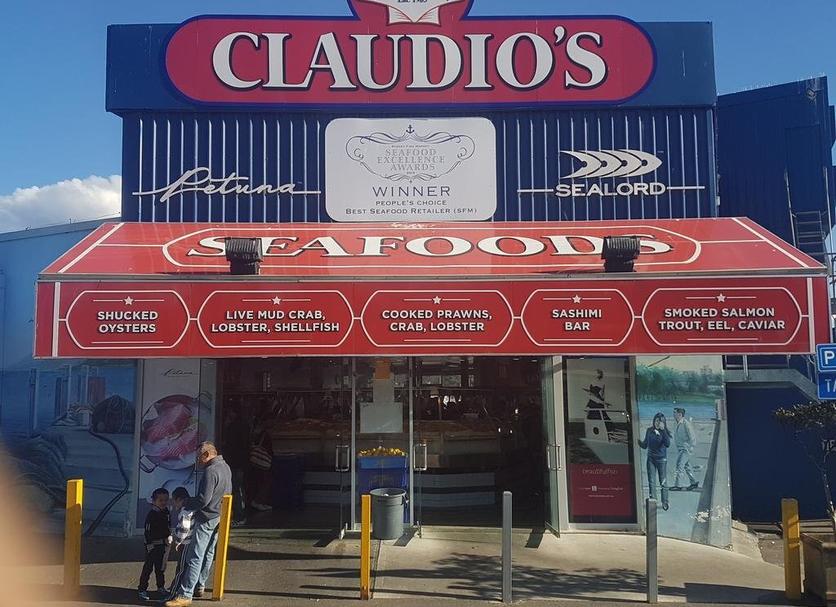 CLAUDIO'S
SEAFOOD
EXCELLENCE
AWARDS
WINNER
PEOPLE'S CHOICE
BEST SEAFOOD RETAILER (SFM)
Petuna
SEALORD
SEAFOODS
SHUCKED
OYSTERS
LIVE MUD CRAB,
LOBSTER, SHELLFISH
COOKED PRAWNS,
CRAB, LOBSTER
SASHIMI
BAR
SMOKED SALMON
TROUT, EEL, CAVIAR
P